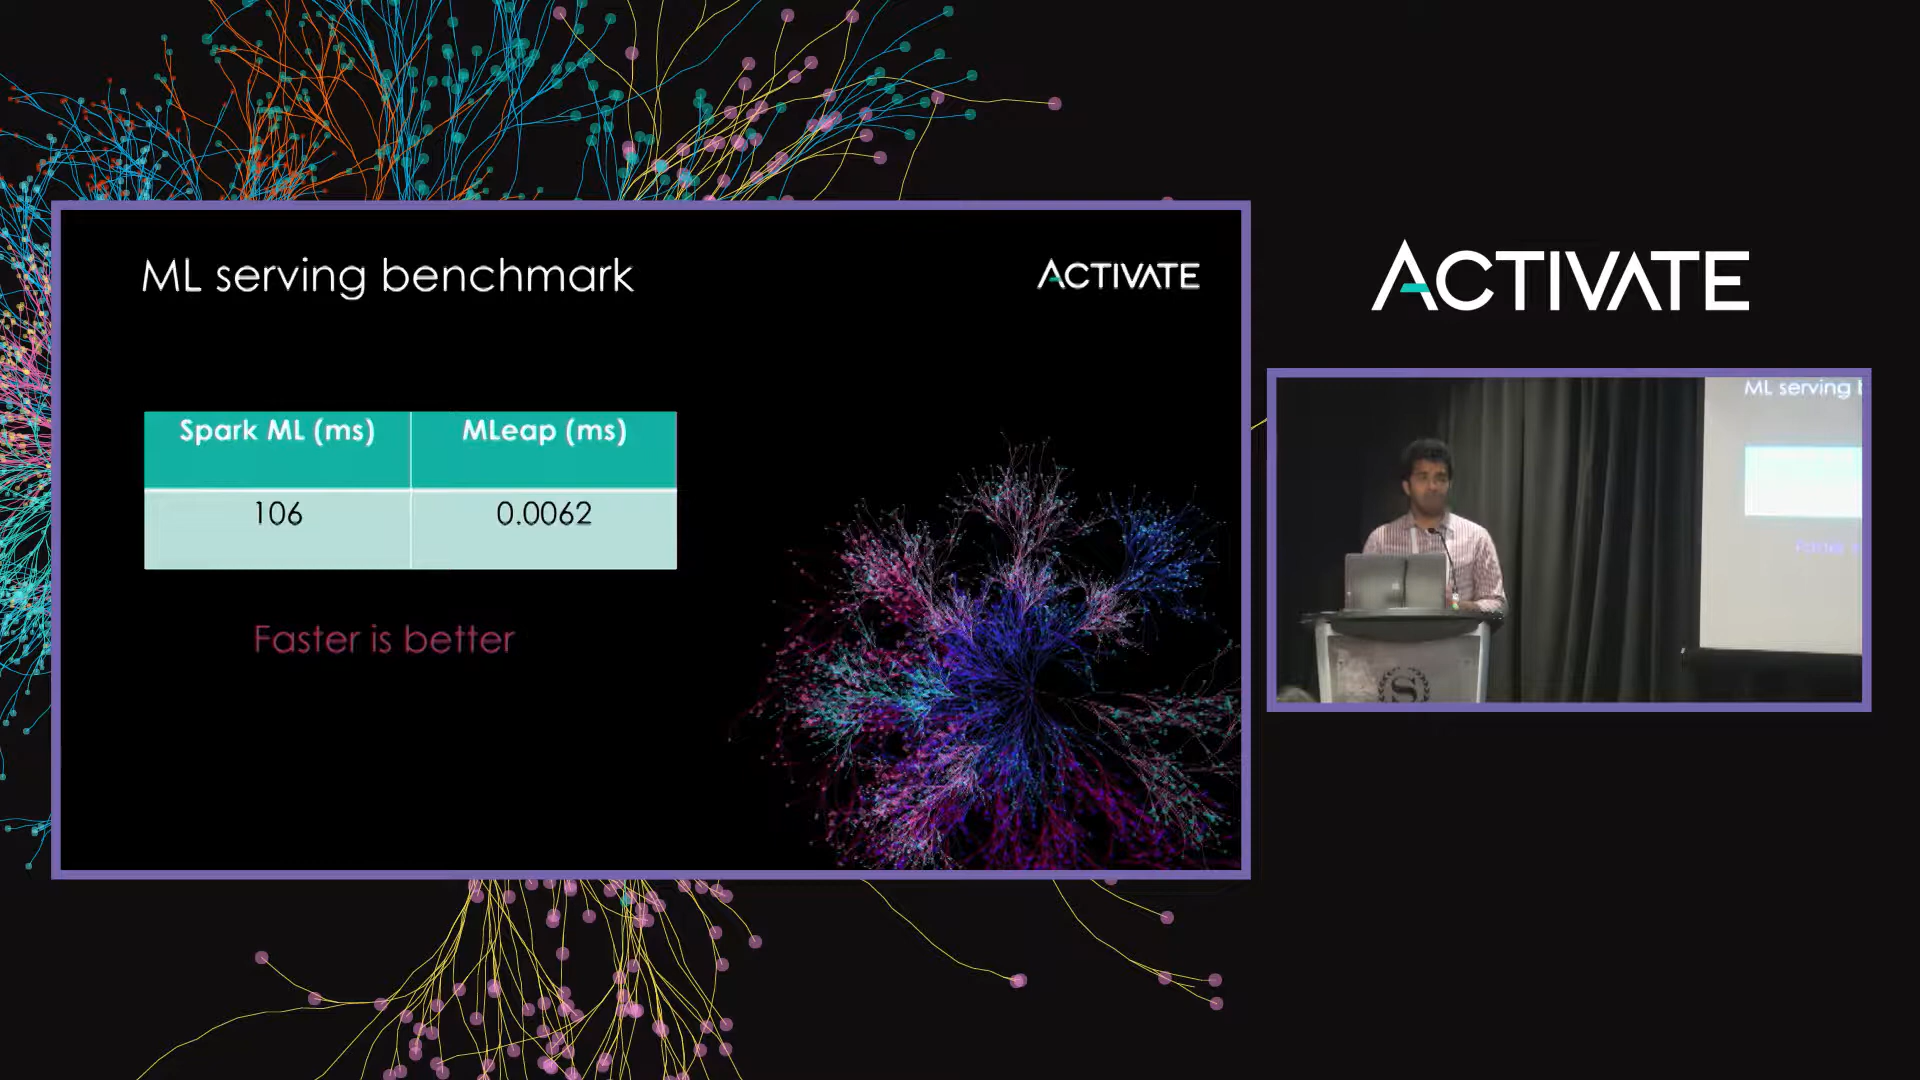 ML serving benchmark
ACTIVATE
Spark ML (ms)
MLeap (ms)
106
0.0062
Faster is better
ACTIVATE
ML serving
S